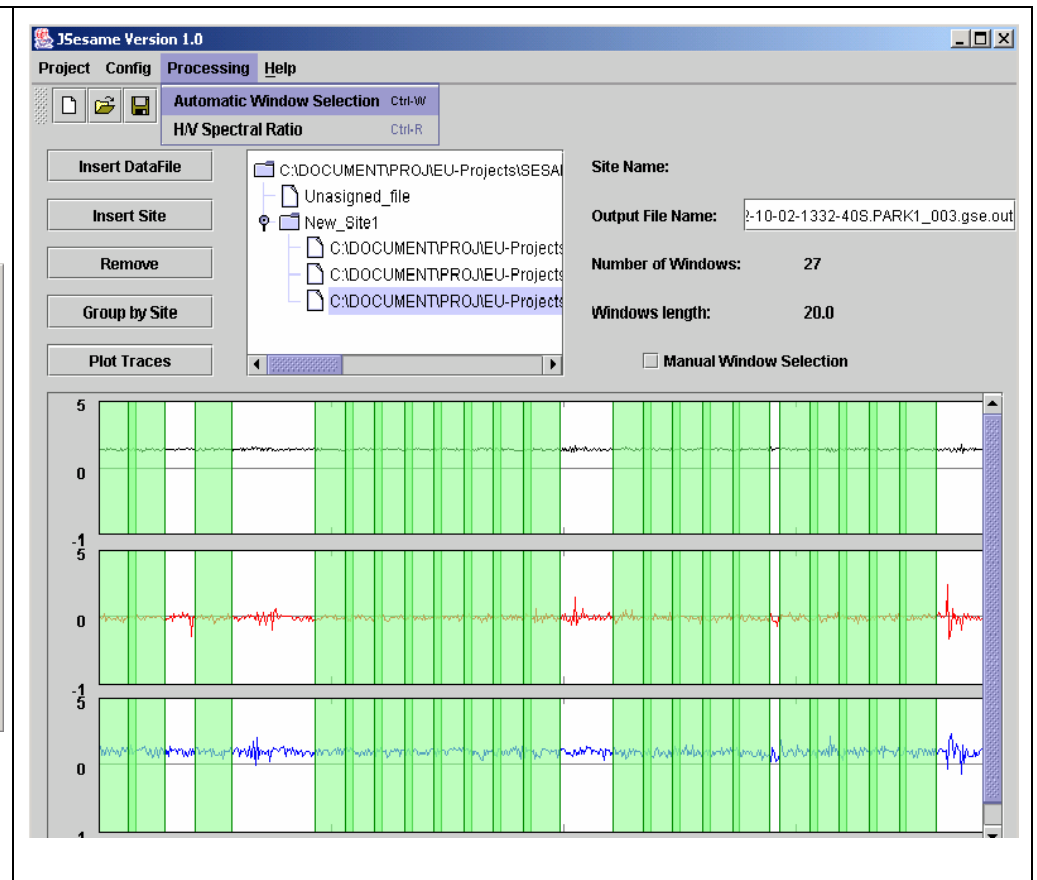 JSesame Version 1.0
Project Config Processing Help
Automatic Window Selection Ctrl-W
H/V Spectral Ratio Ctrl-R
Insert DataFile
Insert Site
Remove
Group by Site
Plot Traces
C:\DOCUMENT\PROJ\EU-Projects\SESA
Unasigned_file
New_Site1
C:\DOCUMENT\PROJ\EU-Projects
C:\DOCUMENT\PROJ\EU-Projects
C:\DOCUMENT\PROJ\EU-Projects
Site Name:
Output File Name: 2-10-02-1332-40S.PARK1_003.gse.out
Number of Windows: 27
Windows length: 20.0
Manual Window Selection
5
0
-1
5
0
-1
5
0
-1